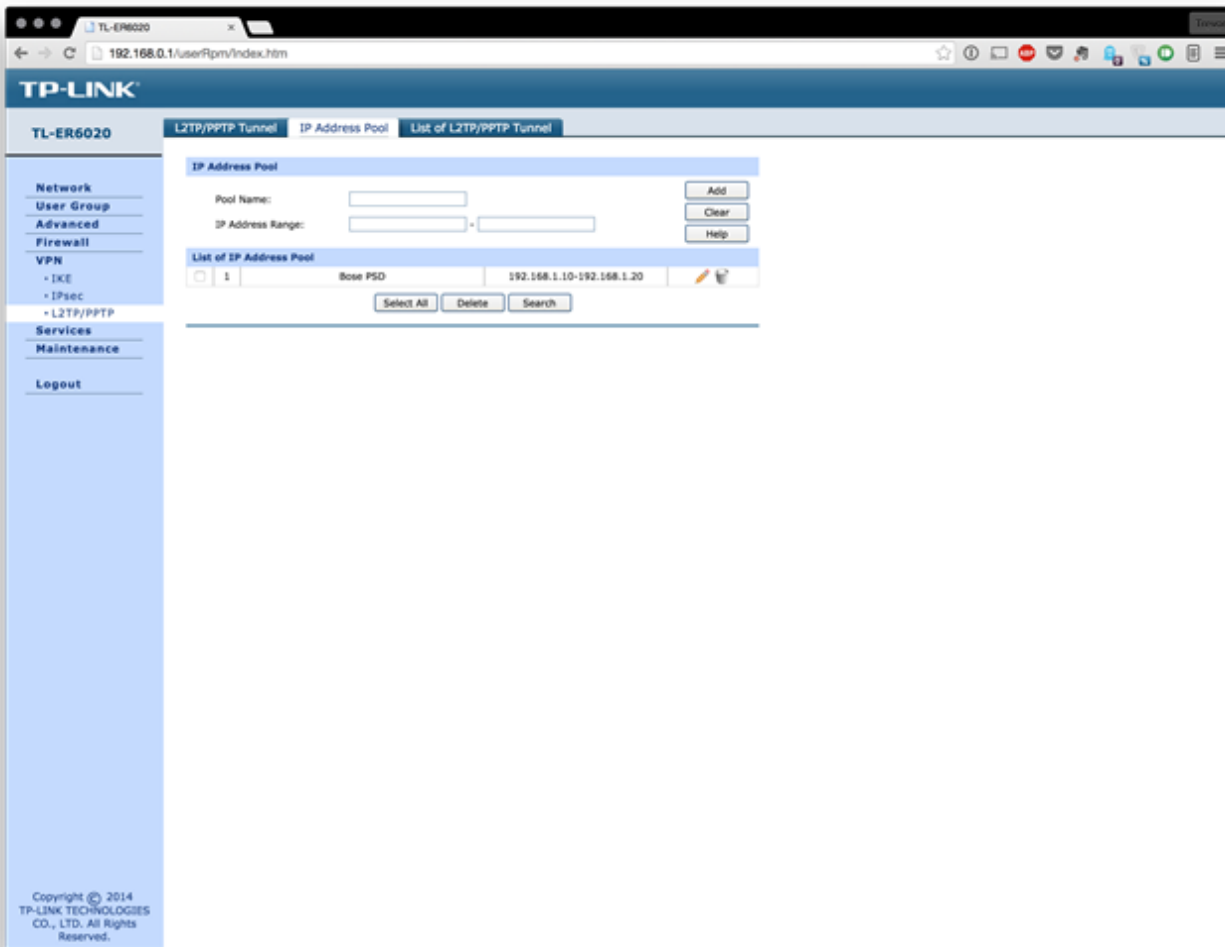 TL-ER6020
192.168.0.1/userRpm/Index.htm
TP-LINK
TL-ER6020
L2TP/PPTP Tunnel IP Address Pool List of L2TP/PPTP Tunnel
IP Address Pool
Pool Name:
IP Address Range: -
Add
Clear
Help
List of IP Address Pool
1 Bose PSD 192.168.1.10-192.168.1.20
Select All Delete Search
Network
User Group
Advanced
Firewall
VPN
• IKE
• IPsec
• L2TP/PPTP
Services
Maintenance
Logout
Copyright © 2014
TP-LINK TECHNOLOGIES
CO., LTD. All Rights
Reserved.